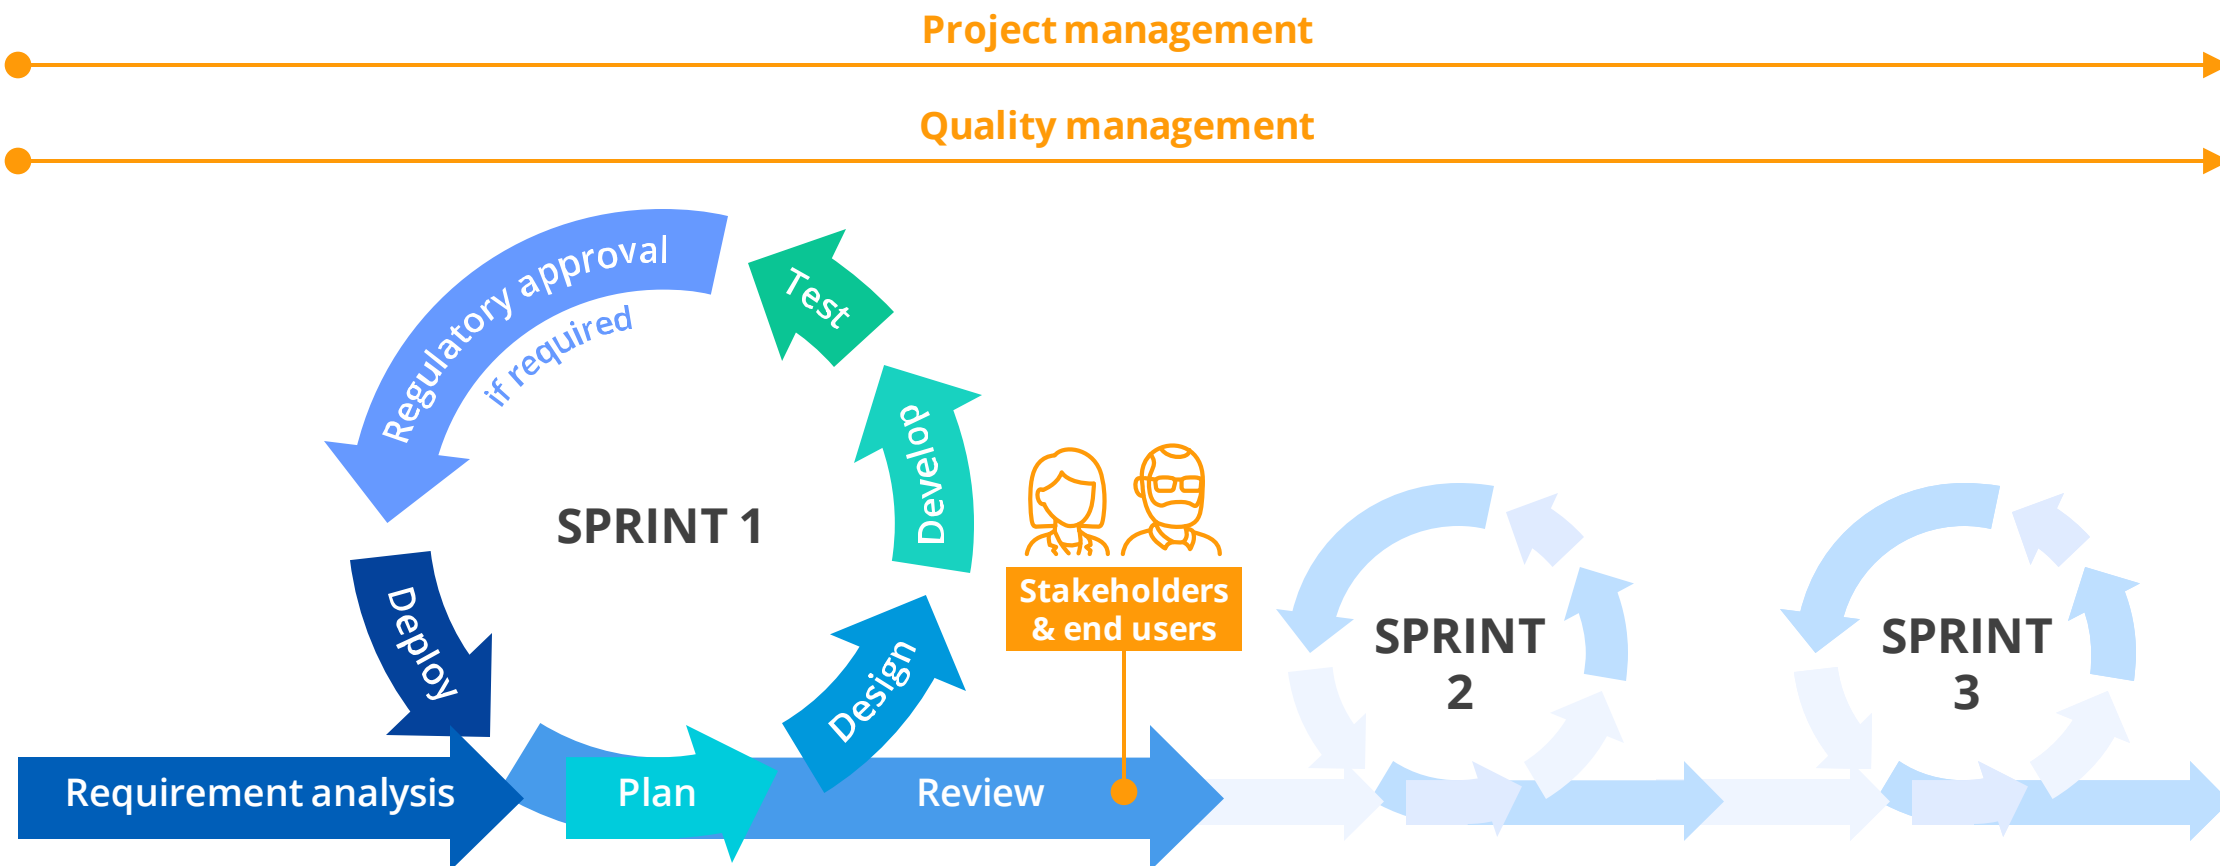 Project management
Quality management
Regulatory approval
if required
Test
Develop
SPRINT 1
Deploy
Design
Requirement analysis
Plan
Review
Stakeholders
& end users
SPRINT
2
SPRINT
3